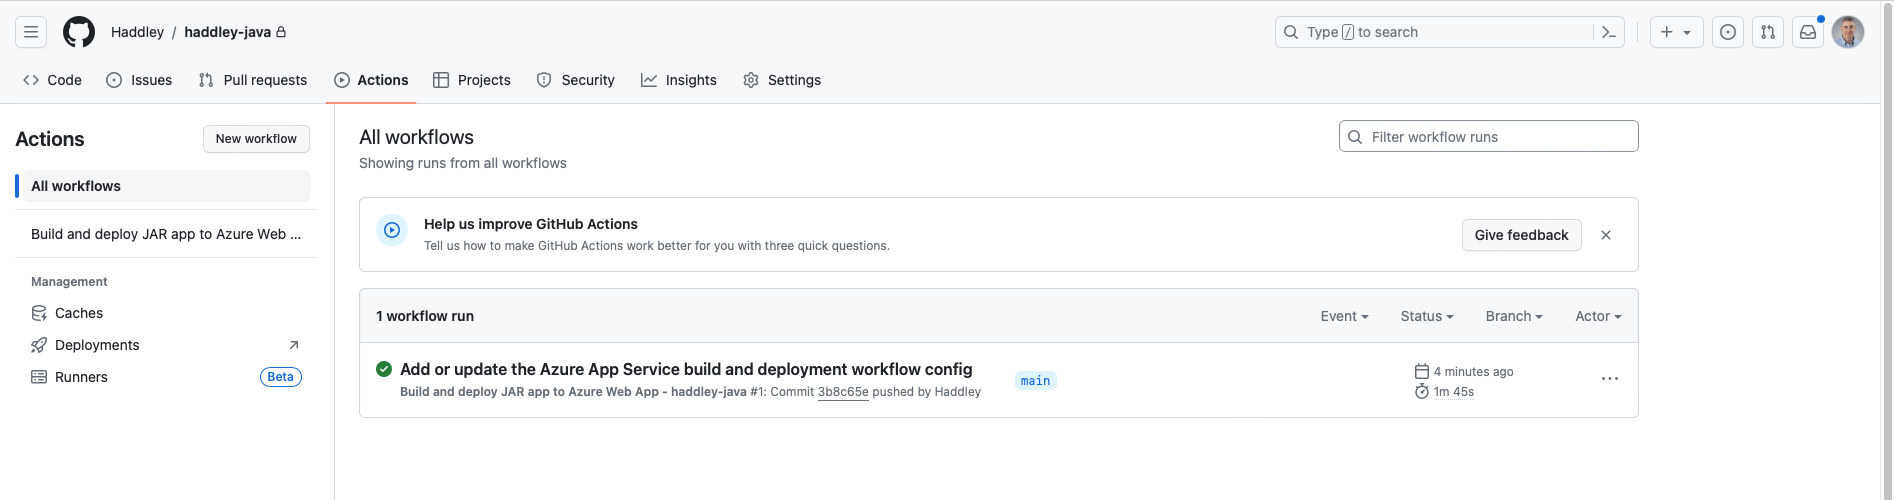 Haddley / haddley-java
Type / to search
Code
Issues
Pull requests
Actions
Projects
Security
Insights
Settings
Actions
New workflow
All workflows
Build and deploy JAR app to Azure Web ...
Management
Caches
Deployments
Runners
Beta
All workflows
Showing runs from all workflows
Filter workflow runs
Help us improve GitHub Actions
Tell us how to make GitHub Actions work better for you with three quick questions.
Give feedback
1 workflow run
Event
Status
Branch
Actor
Add or update the Azure App Service build and deployment workflow config
Build and deploy JAR app to Azure Web App - haddley-java #1: Commit 3b8c65e pushed by Haddley
main
4 minutes ago
1m 45s